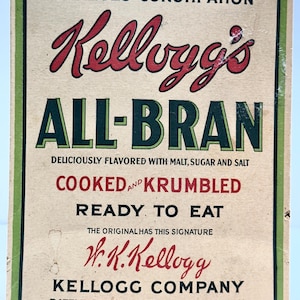 Kellogg's
ALL-BRAN
DELICIOUSLY FLAVORED WITH MALT, SUGAR AND SALT
COOKED AND KRUMBLED
READY TO EAT
THE ORIGINAL HAS THIS SIGNATURE
W. K. Kellogg
KELLOGG COMPANY